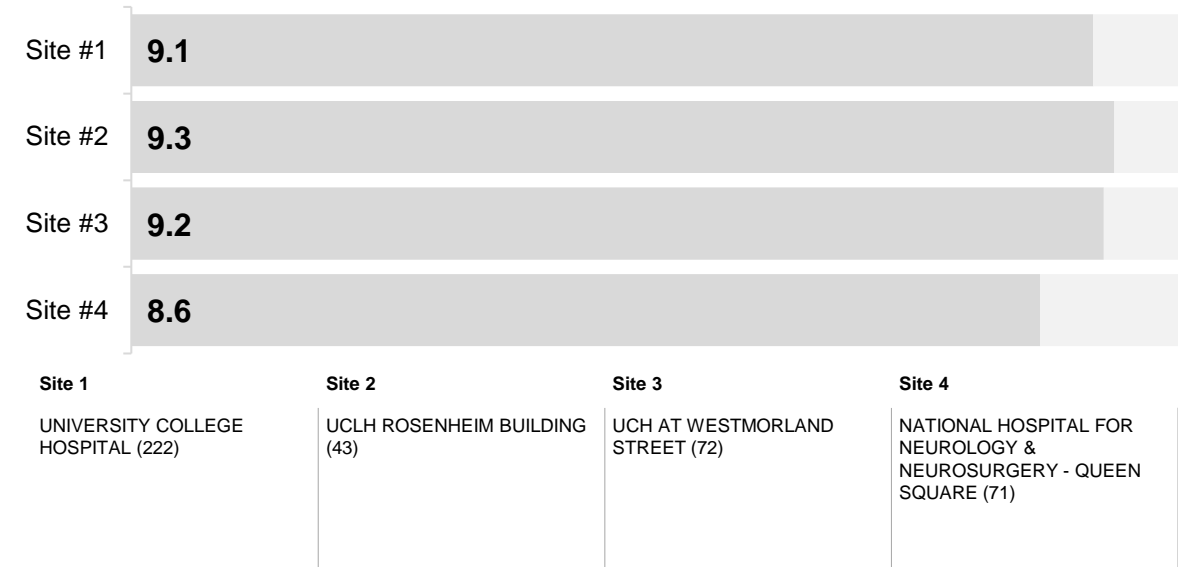 Site #1 9.1
Site #2 9.3
Site #3 9.2
Site #4 8.6
Site 1
UNIVERSITY COLLEGE
HOSPITAL (222)
Site 2
UCLH ROSENHEIM BUILDING
(43)
Site 3
UCH AT WESTMORLAND
STREET (72)
Site 4
NATIONAL HOSPITAL FOR
NEUROLOGY &
NEUROSURGERY - QUEEN
SQUARE (71)